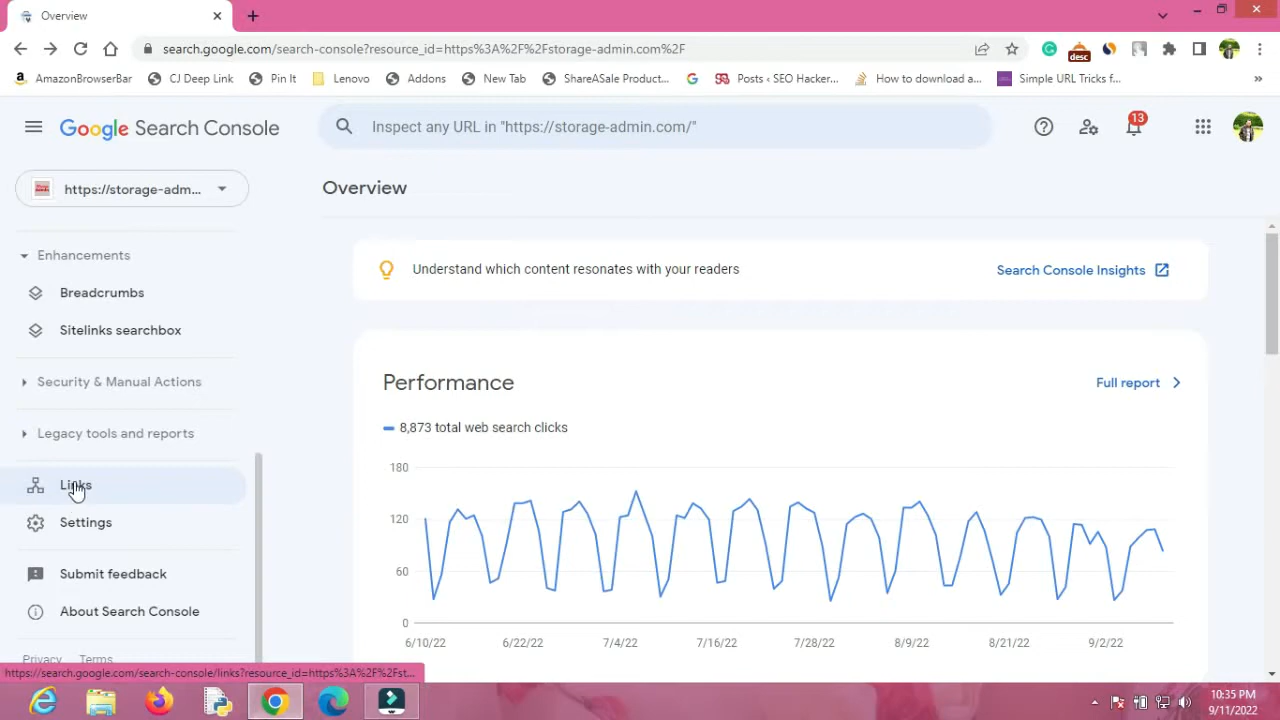 Overview
search.google.com/search-console?resource_id=https%3A%2F%2Fstorage-admin.com%2F
desc
AmazonBrowserBar
CJ Deep Link
Pin It
Lenovo
Addons
New Tab
ShareASale Product...
Posts ‹ SEO Hacker...
How to download a...
Simple URL Tricks f...
»
Google Search Console
Inspect any URL in "https://storage-admin.com/"
13
https://storage-adm...
Overview
Enhancements
Breadcrumbs
Sitelinks searchbox
Security & Manual Actions
Legacy tools and reports
Links
Settings
Submit feedback
About Search Console
Privacy Terms
Understand which content resonates with your readers
Search Console Insights
Performance
Full report
8,873 total web search clicks
180
120
60
0
6/10/22 6/22/22 7/4/22 7/16/22 7/28/22 8/9/22 8/21/22 9/2/22
https://search.google.com/search-console/links?resource_id=https%3A%2F%2Fst...
10:35 PM
9/11/2022